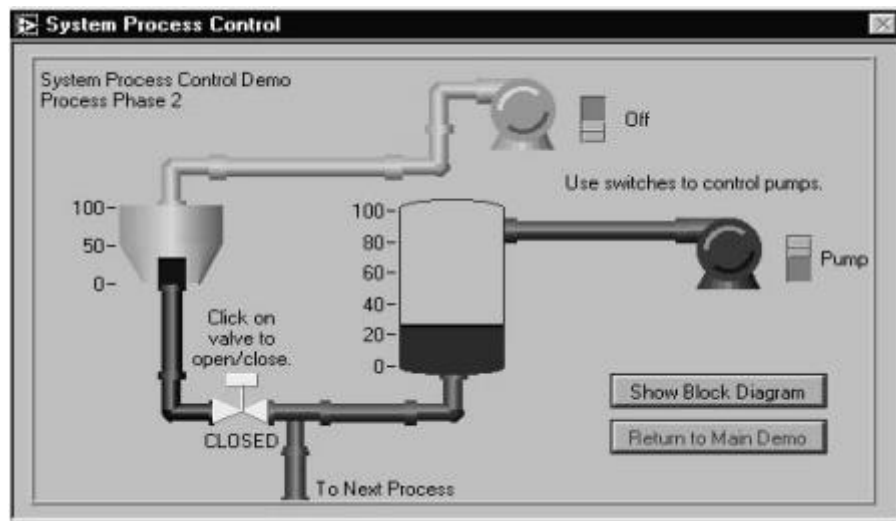 System Process Control
System Process Control Demo
Process Phase 2
Off
Use switches to control pumps.
100
50
0
100
80
60
40
20
0
Pump
Click on
valve to
open/close.
CLOSED
Show Block Diagram
Return to Main Demo
To Next Process